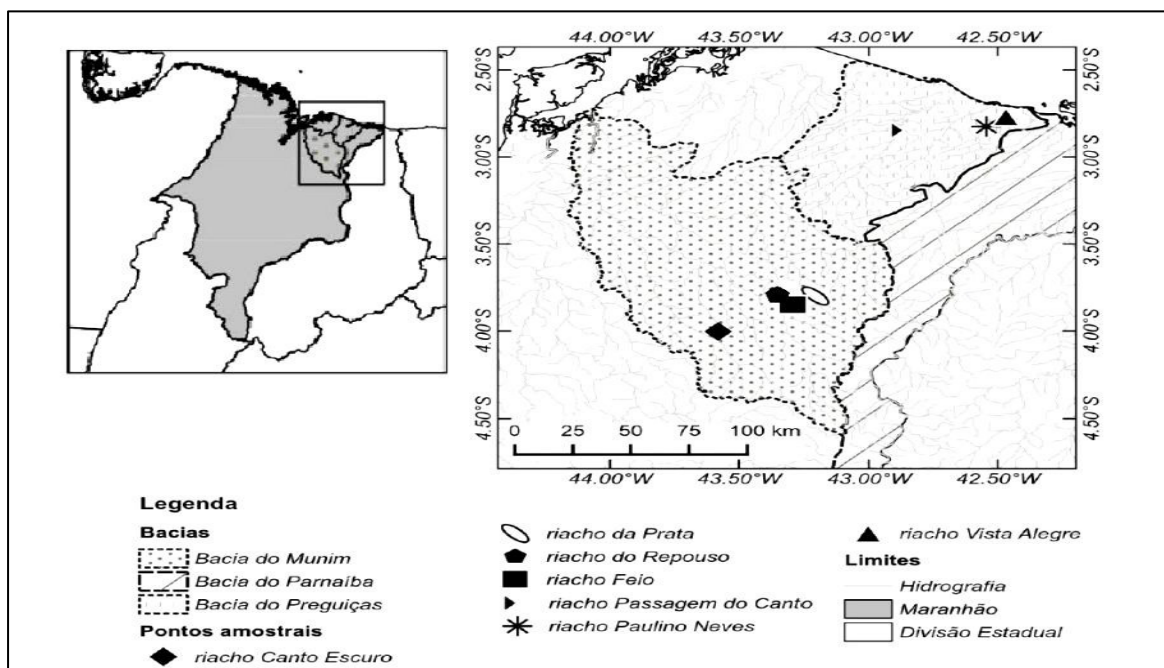 44.00°W 43.50°W 43.00°W 42.50°W
2.50°S
3.00°S
3.50°S
4.00°S
4.50°S
2.50°S
3.00°S
3.50°S
4.00°S
4.50°S
0 25 50 75 100 km
44.00°W 43.50°W 43.00°W 42.50°W
Legenda
Bacias
Bacia do Munim
Bacia do Parnaíba
Bacia do Preguiças
Pontos amostrais
riacho Canto Escuro
riacho da Prata
riacho do Repouso
riacho Feio
riacho Passagem do Canto
riacho Paulino Neves
riacho Vista Alegre
Limites
Hidrografia
Maranhão
Divisão Estadual